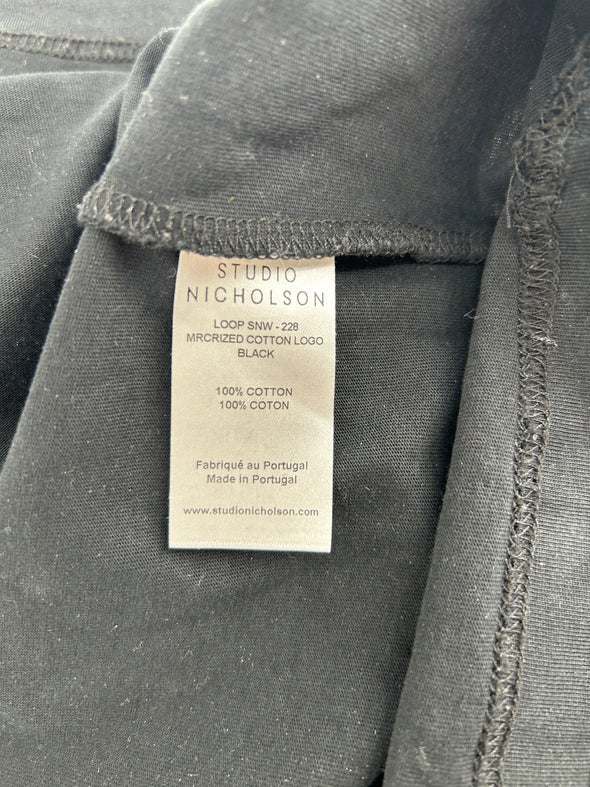 STUDIO
NICHOLSON
LOOP SNW - 228
MRCRIZED COTTON LOGO
BLACK
100% COTTON
100% COTON
Fabriqué au Portugal
Made in Portugal
www.studionicholson.com